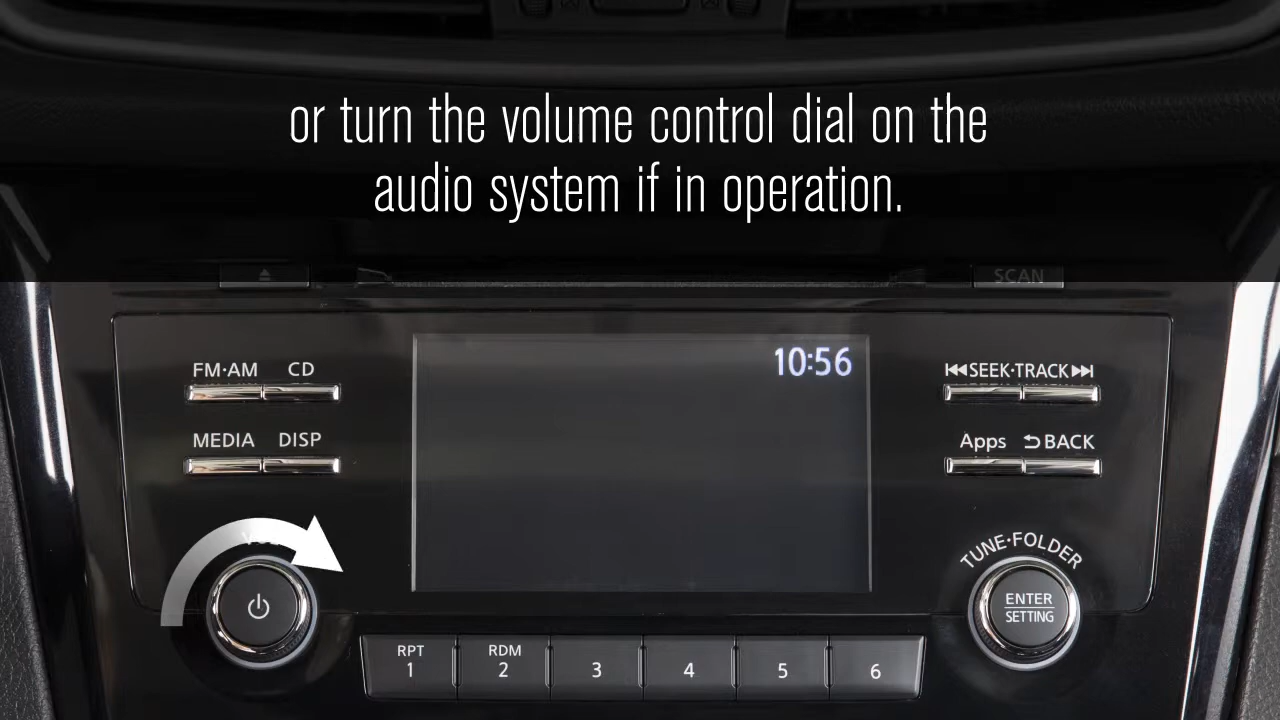 or turn the volume control dial on the
audio system if in operation.
SCAN
10:56
FM·AM CD
SEEK·TRACK
MEDIA DISP
Apps BACK
TUNE·FOLDER
ENTER
SETTING
RPT RDM
1 2 3 4 5 6